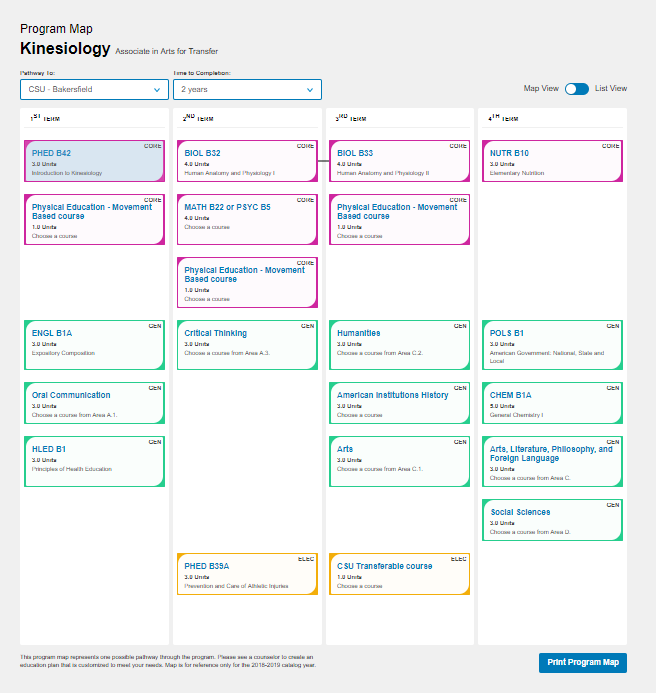 Program Map
Kinesiology Associate in Arts for Transfer
Pathway To:
Time to Completion:
CSU - Bakersfield
2 years
Map View
List View
1ST TERM
2ND TERM
3RD TERM
4TH TERM
CORE
PHED B42
3.0 Units
Introduction to Kinesiology
CORE
BIOL B32
4.0 Units
Human Anatomy and Physiology I
CORE
BIOL B33
4.0 Units
Human Anatomy and Physiology II
CORE
NUTR B10
3.0 Units
Elementary Nutrition
CORE
Physical Education - Movement
Based course
1.0 Units
Choose a course
CORE
MATH B22 or PSYC B5
4.0 Units
Choose a course
CORE
Physical Education - Movement
Based course
1.0 Units
Choose a course
CORE
Physical Education - Movement
Based course
1.0 Units
Choose a course
GEN
ENGL B1A
3.0 Units
Expository Composition
GEN
Critical Thinking
3.0 Units
Choose a course from Area A.3.
GEN
Humanities
3.0 Units
Choose a course from Area C.2.
GEN
POLS B1
3.0 Units
American Government: National, State and
Local
GEN
Oral Communication
3.0 Units
Choose a course from Area A.1.
GEN
American Institutions History
3.0 Units
Choose a course
GEN
CHEM B1A
5.0 Units
General Chemistry I
GEN
HLED B1
3.0 Units
Principles of Health Education
GEN
Arts
3.0 Units
Choose a course from Area C.1.
GEN
Arts, Literature, Philosophy, and
Foreign Language
3.0 Units
Choose a course from Area C.
GEN
Social Sciences
3.0 Units
Choose a course from Area D.
ELEC
PHED B39A
3.0 Units
Prevention and Care of Athletic Injuries
ELEC
CSU Transferable course
1.0 Units
Choose a course
This program map represents one possible pathway through the program. Please see a counselor to create an
education plan that is customized to meet your needs. Map is for reference only for the 2018-2019 catalog year.
Print Program Map